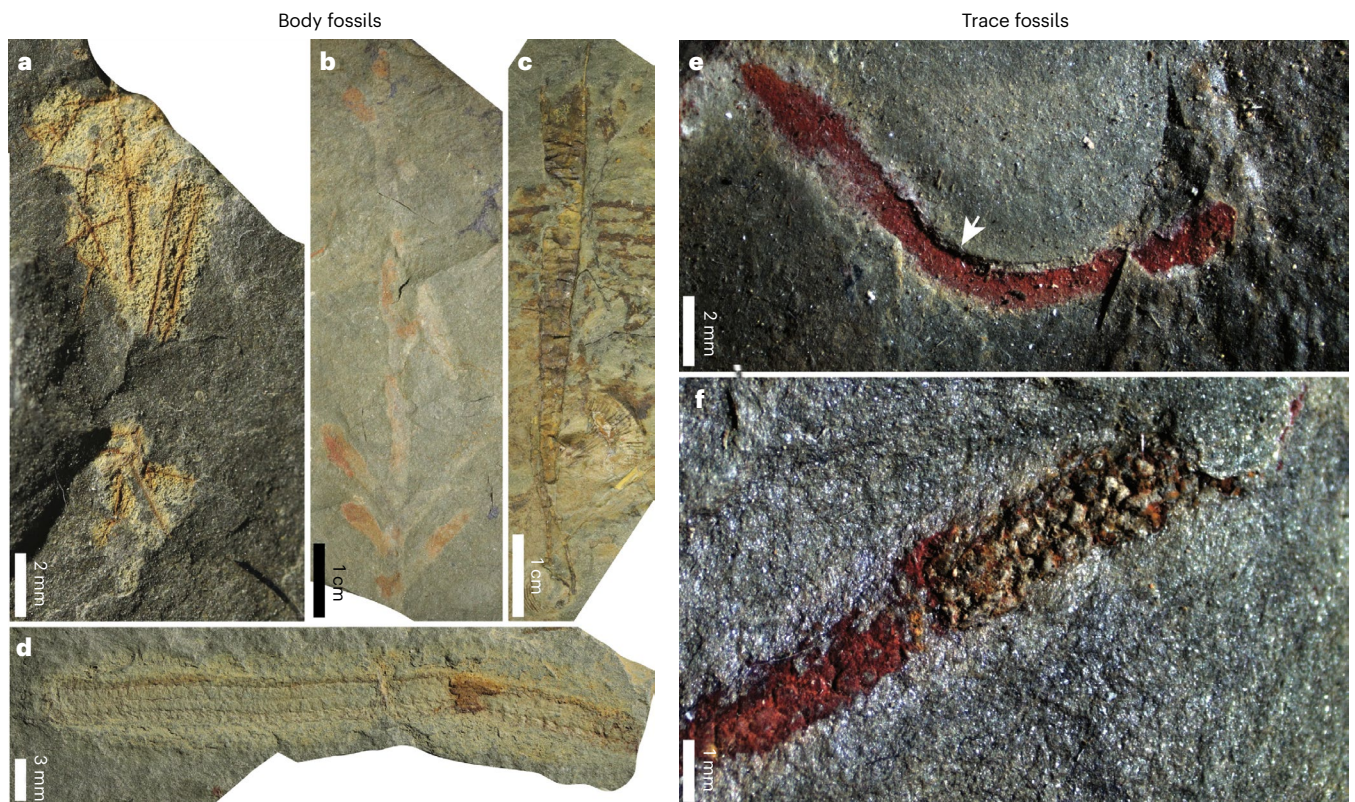 Body fossils
Trace fossils
a
b
c
e
2 mm
f
2 mm
1 cm
1 cm
d
3 mm
1 mm